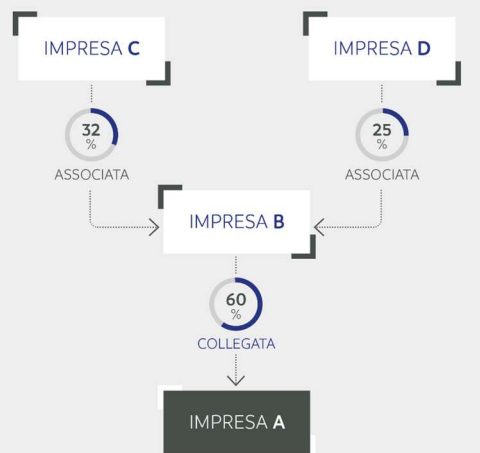 IMPRESA C
IMPRESA D
32
%
25
%
ASSOCIATA
ASSOCIATA
IMPRESA B
60
%
COLLEGATA
IMPRESA A